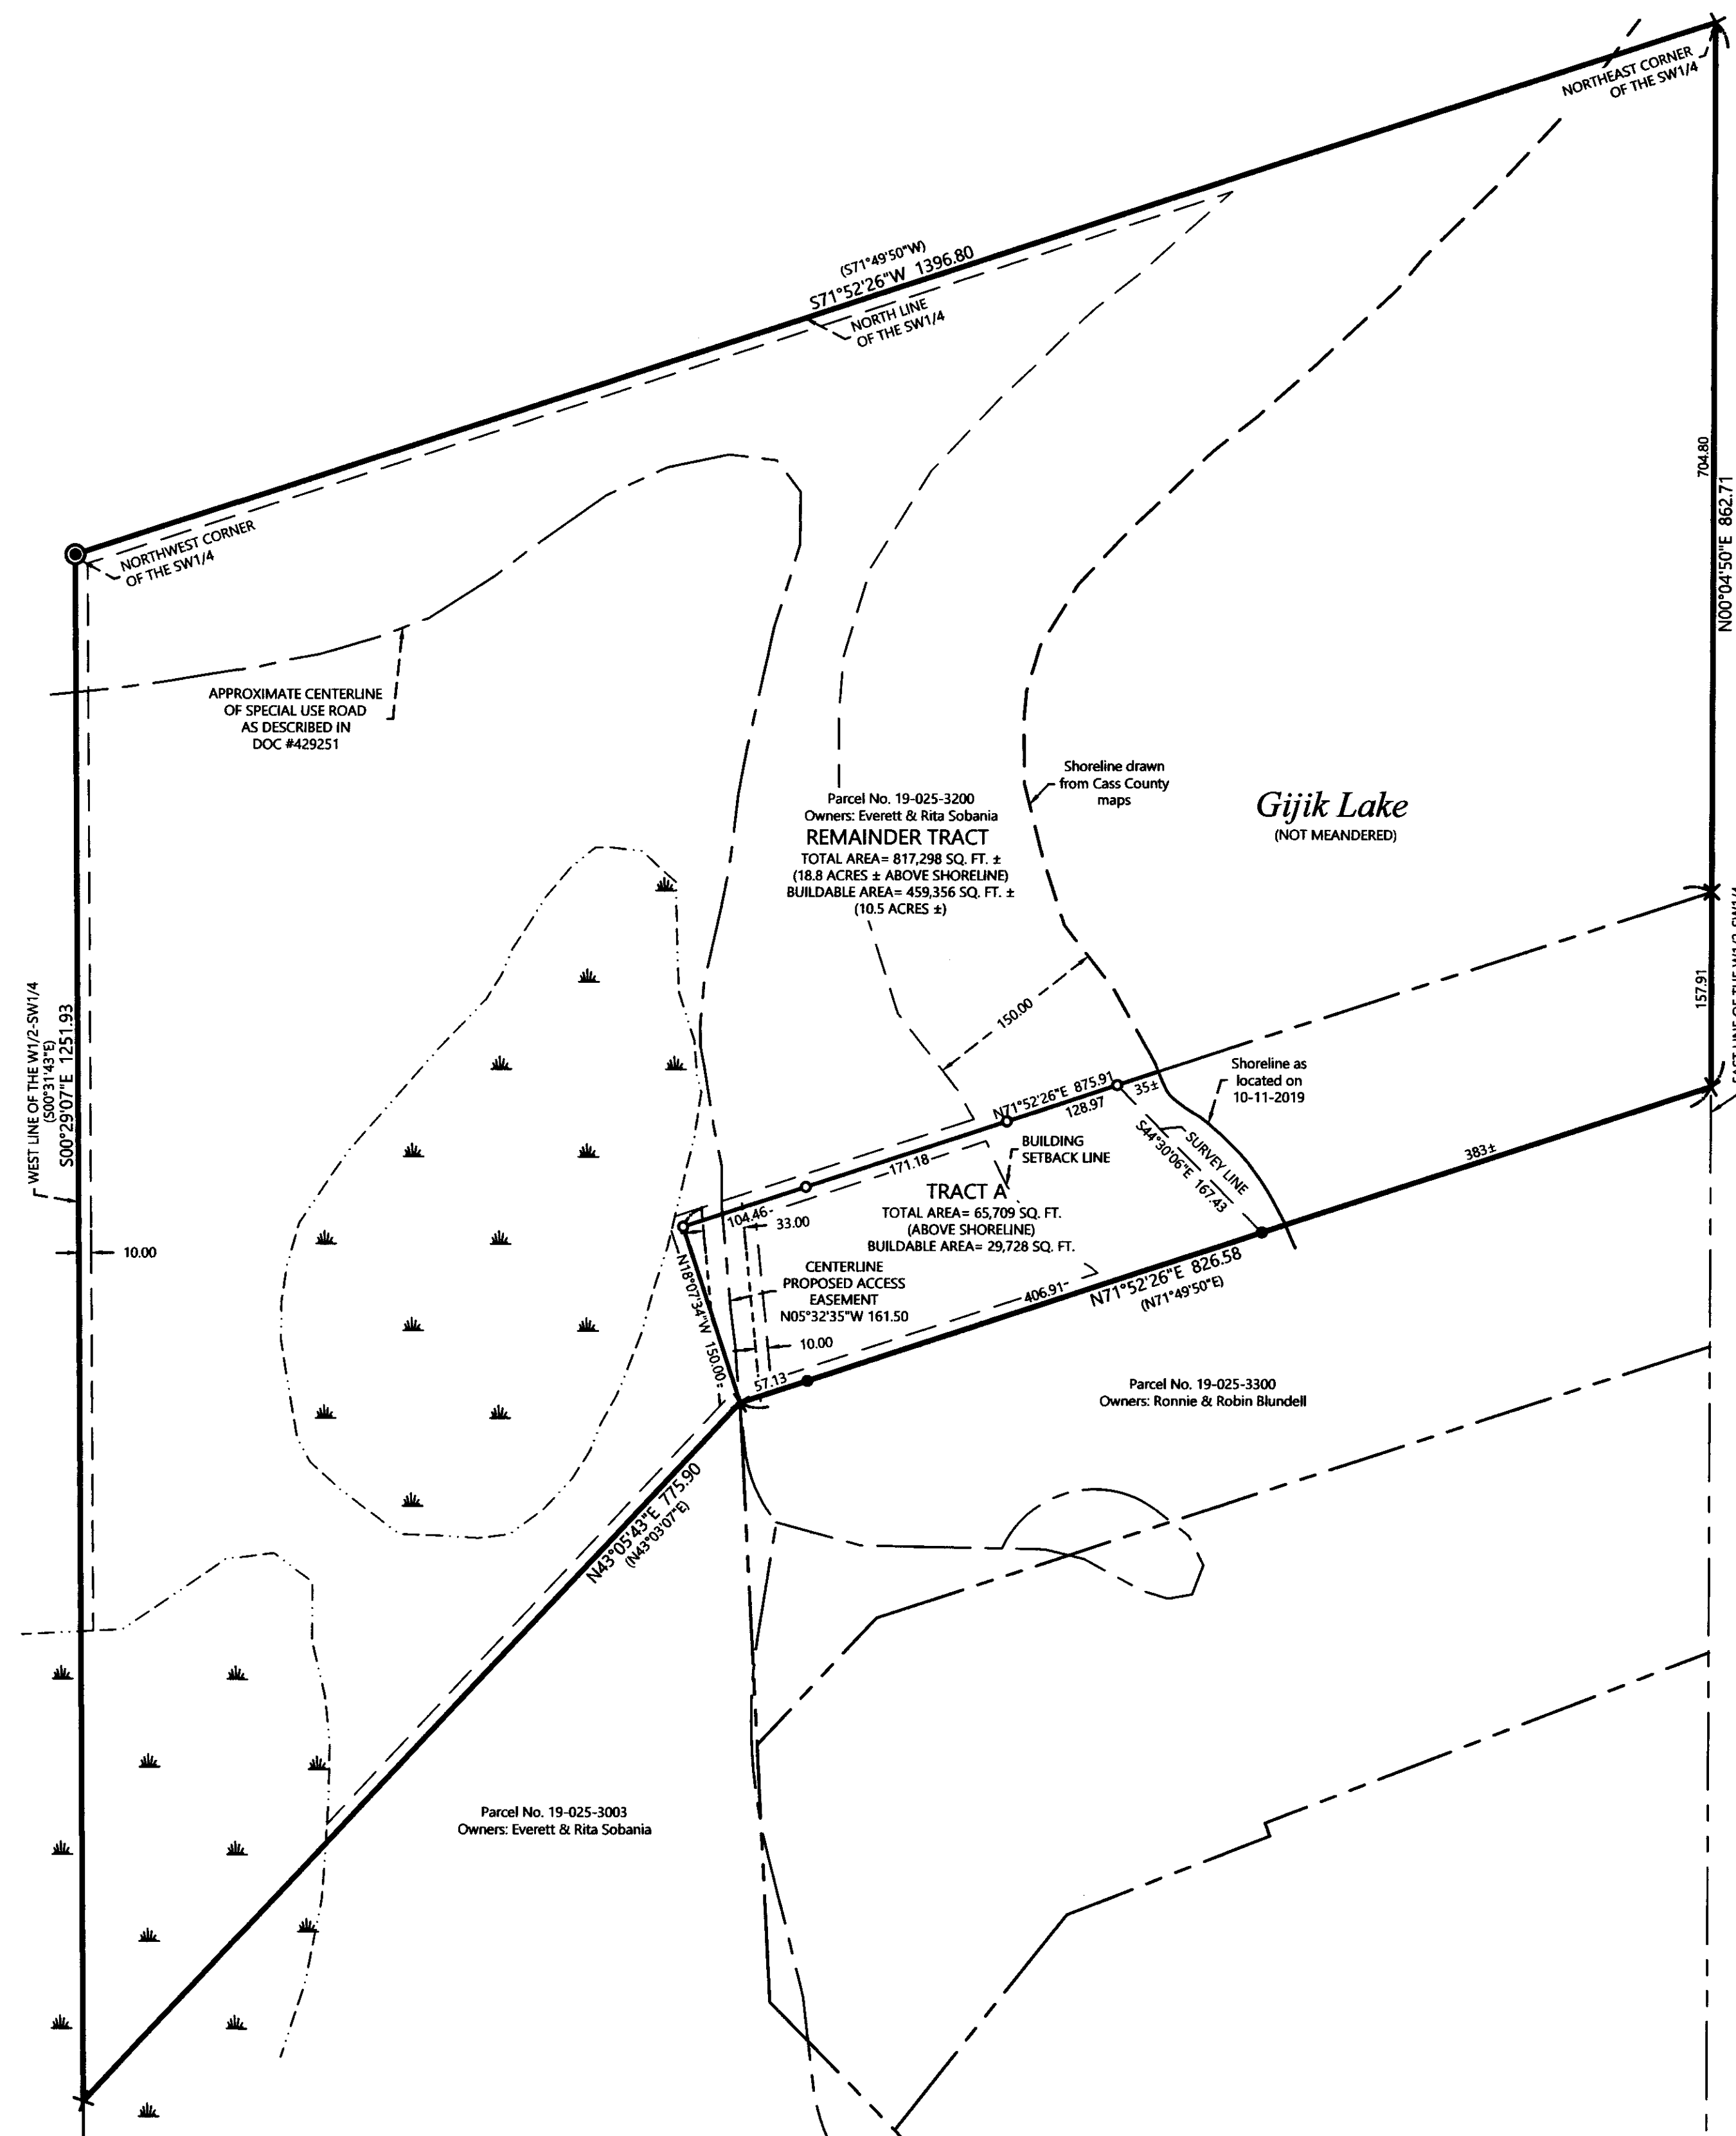 NORTHEAST CORNER
OF THE SW1/4
(S71°49'50"W)
S71°52'26"W 1396.80
NORTH LINE
OF THE SW1/4
704.80
N00°04'50"E 862.71
NORTHWEST CORNER
OF THE SW1/4
APPROXIMATE CENTERLINE
OF SPECIAL USE ROAD
AS DESCRIBED IN
DOC #429251
Shoreline drawn
from Cass County
maps
Gijik Lake
(NOT MEANDERED)
Parcel No. 19-025-3200
Owners: Everett & Rita Sobania
REMAINDER TRACT
TOTAL AREA= 817,298 SQ. FT. ±
(18.8 ACRES ± ABOVE SHORELINE)
BUILDABLE AREA= 459,356 SQ. FT. ±
(10.5 ACRES ±)
WEST LINE OF THE W1/2-SW1/4
(S00°31'43"E)
S00°29'07"E 1251.93
150.00
157.91
EAST LINE OF THE W1/2-SW1/4
Shoreline as
located on
10-11-2019
N71°52'26"E 875.91
128.97
35±
SURVEY LINE
S44°30'06"E 167.43
383±
BUILDING
SETBACK LINE
171.18
TRACT A
TOTAL AREA= 65,709 SQ. FT.
(ABOVE SHORELINE)
BUILDABLE AREA= 29,728 SQ. FT.
104.46
33.00
10.00
CENTERLINE
PROPOSED ACCESS
EASEMENT
N05°32'35"W 161.50
N18°07'34"W 150.00
10.00
406.91
N71°52'26"E 826.58
(N71°49'50"E)
57.13
Parcel No. 19-025-3300
Owners: Ronnie & Robin Blundell
N43°05'43"E 775.90
(N43°03'07"E)
Parcel No. 19-025-3003
Owners: Everett & Rita Sobania